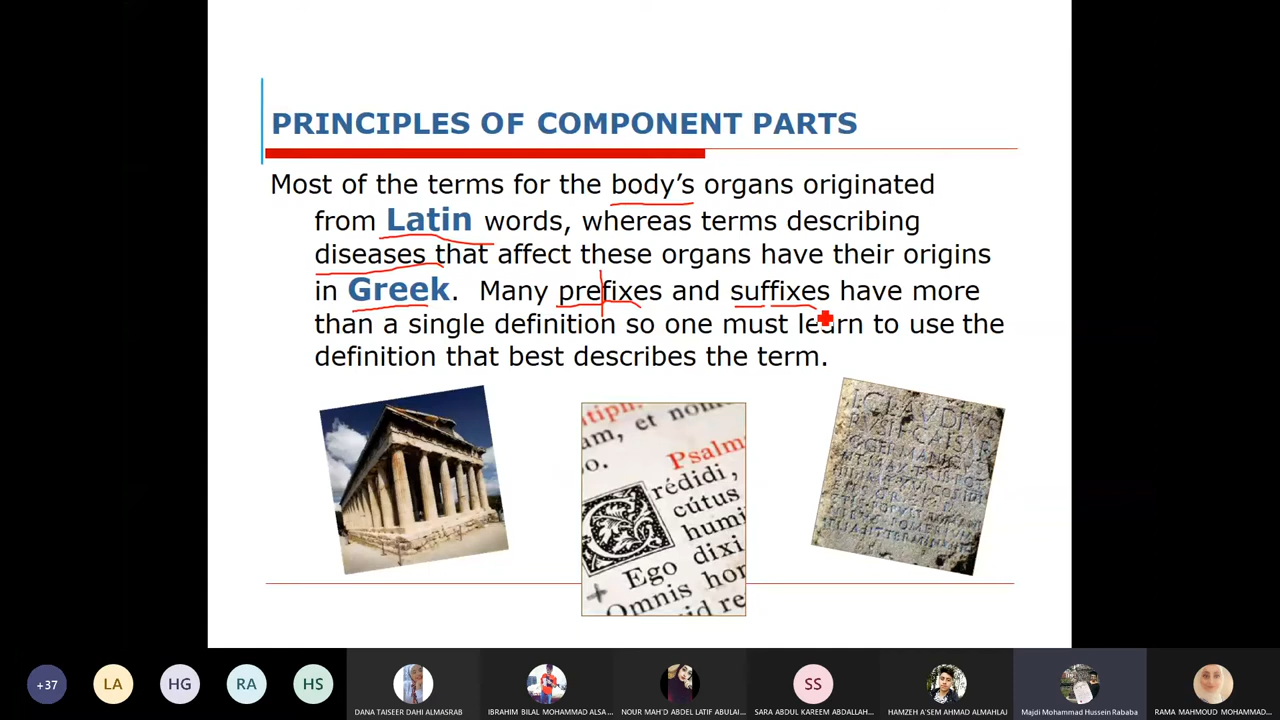 PRINCIPLES OF COMPONENT PARTS
Most of the terms for the body's organs originated
from Latin words, whereas terms describing
diseases that affect these organs have their origins
in Greek. Many prefixes and suffixes have more
than a single definition so one must learn to use the
definition that best describes the term.
am, et
Psalm
rédidi,
cútus
humi
Ego dixi
Omnis
+37
LA
HG
RA
HS
SS
DANA TAISEER DAHI ALMASRAB
IBRAHIM BILAL MOHAMMAD ALSA...
NOUR MAH'D ABDEL LATIF ABULAI...
SARA ABDUL KAREEM ABDALLAH...
HAMZEH A'SEM AHMAD ALMAHLAJ
Majdi Mohammad Hussein Rababa
RAMA MAHMOUD MOHAMMAD...